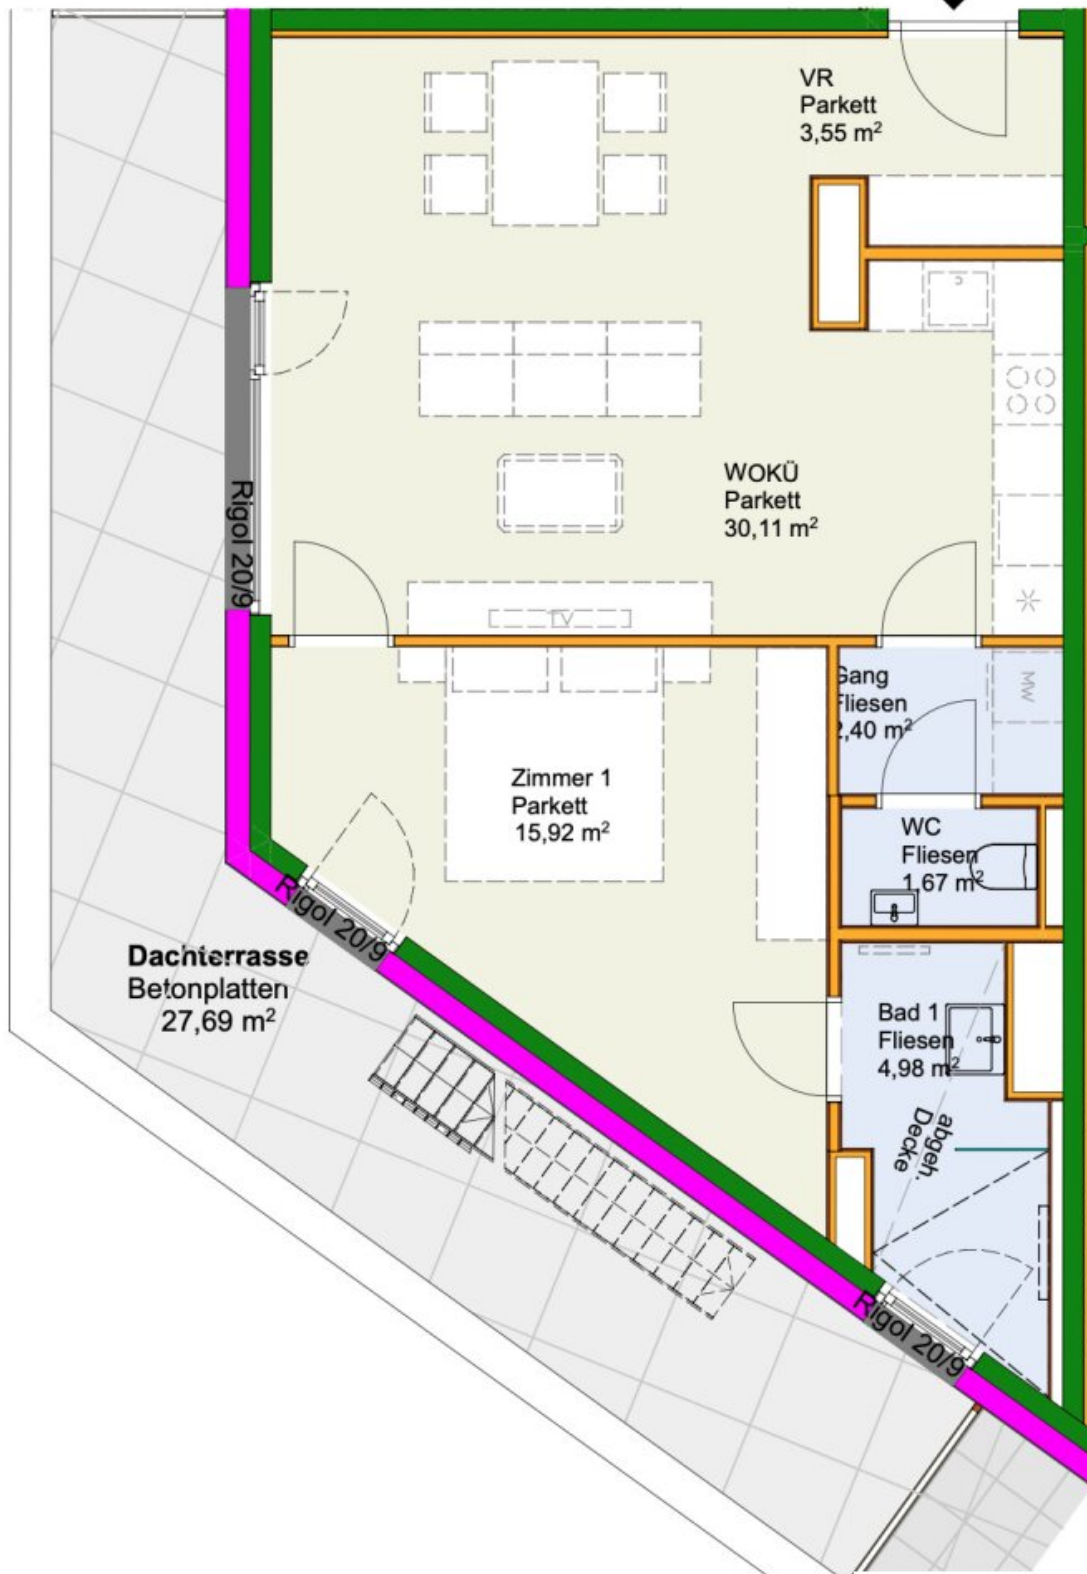 VR
Parkett
3,55 m²
WOKÜ
Parkett
30,11 m²
Rigol 20/9
TV
Gang
Fliesen
2,40 m²
MW
Zimmer 1
Parkett
15,92 m²
WC
Fliesen
1,67 m²
Rigol 20/9
Dachterrasse
Betonplatten
27,69 m²
Bad 1
Fliesen
4,98 m²
abgeh.
Decke
Rigol 20/9